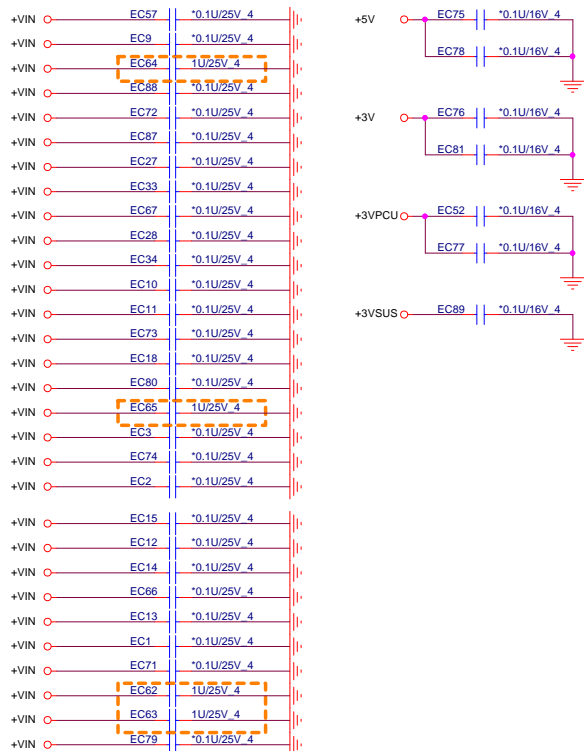 +VIN EC57 *0.1U/25V_4
+VIN EC9 *0.1U/25V_4
+VIN EC64 1U/25V_4
+VIN EC88 *0.1U/25V_4
+VIN EC72 *0.1U/25V_4
+VIN EC87 *0.1U/25V_4
+VIN EC27 *0.1U/25V_4
+VIN EC33 *0.1U/25V_4
+VIN EC67 *0.1U/25V_4
+VIN EC28 *0.1U/25V_4
+VIN EC34 *0.1U/25V_4
+VIN EC10 *0.1U/25V_4
+VIN EC11 *0.1U/25V_4
+VIN EC73 *0.1U/25V_4
+VIN EC18 *0.1U/25V_4
+VIN EC80 *0.1U/25V_4
+VIN EC65 1U/25V_4
+VIN EC3 *0.1U/25V_4
+VIN EC74 *0.1U/25V_4
+VIN EC2 *0.1U/25V_4
+VIN EC15 *0.1U/25V_4
+VIN EC12 *0.1U/25V_4
+VIN EC14 *0.1U/25V_4
+VIN EC66 *0.1U/25V_4
+VIN EC13 *0.1U/25V_4
+VIN EC1 *0.1U/25V_4
+VIN EC71 *0.1U/25V_4
+VIN EC62 1U/25V_4
+VIN EC63 1U/25V_4
+VIN EC79 *0.1U/25V_4
+5V EC75 *0.1U/16V_4
EC78 *0.1U/16V_4
+3V EC76 *0.1U/16V_4
EC81 *0.1U/16V_4
+3VPCU EC52 *0.1U/16V_4
EC77 *0.1U/16V_4
+3VSUS EC89 *0.1U/16V_4